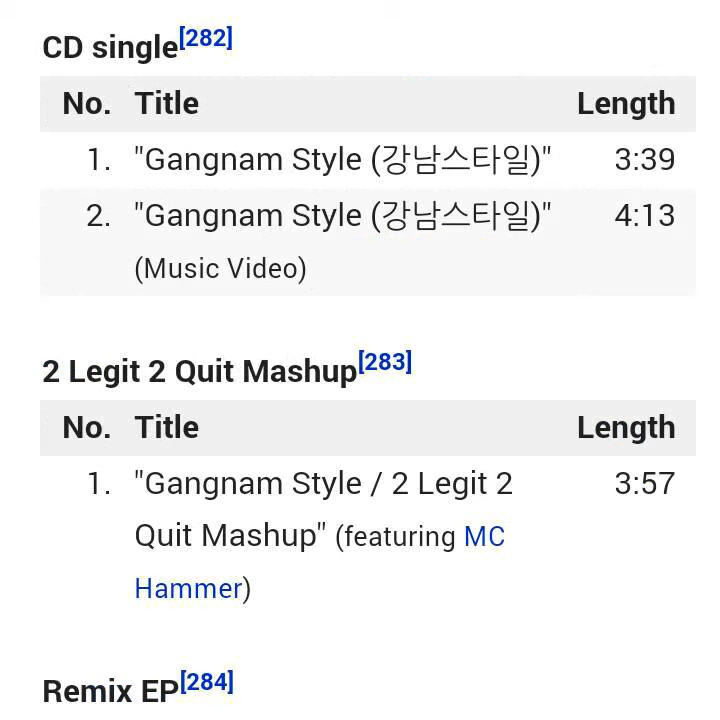 CD single[282]
No. Title Length
1. "Gangnam Style (강남스타일)" 3:39
2. "Gangnam Style (강남스타일)" 4:13
(Music Video)
2 Legit 2 Quit Mashup[283]
No. Title Length
1. "Gangnam Style / 2 Legit 2 3:57
Quit Mashup" (featuring MC
Hammer)
Remix EP[284]